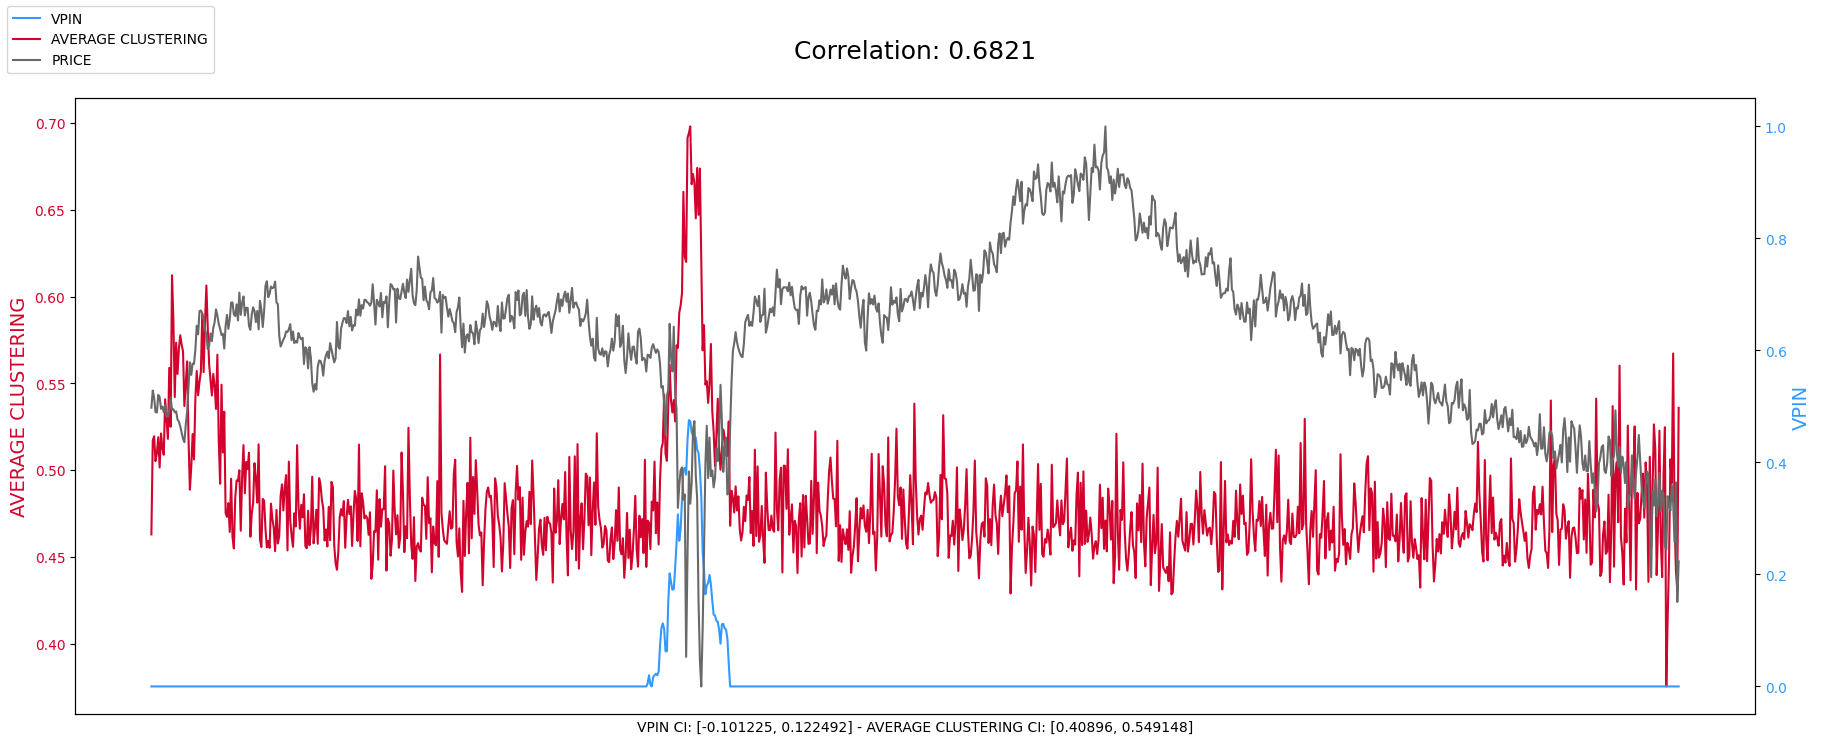 VPIN
AVERAGE CLUSTERING
PRICE
Correlation: 0.6821
AVERAGE CLUSTERING
0.70
0.65
0.60
0.55
0.50
0.45
0.40
1.0
0.8
0.6
0.4
0.2
0.0
VPIN
VPIN CI: [-0.101225, 0.122492] - AVERAGE CLUSTERING CI: [0.40896, 0.549148]